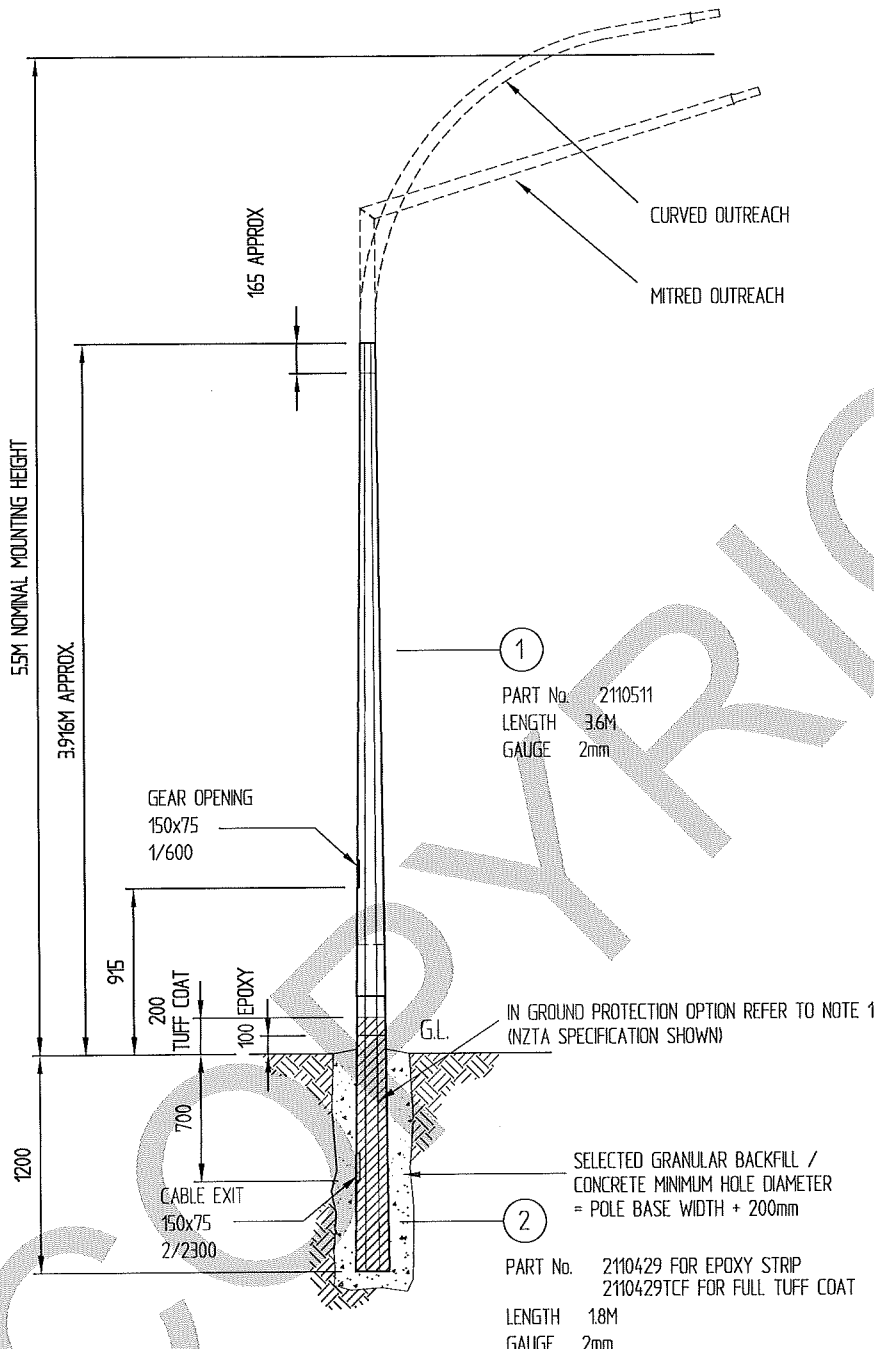 CURVED OUTREACH
165 APPROX
MITRED OUTREACH
5.5M NOMINAL MOUNTING HEIGHT
3.916M APPROX.
1
PART No. 2110511
LENGTH 3.6M
GAUGE 2mm
GEAR OPENING
150x75
1/600
915
200
TUFF COAT
100 EPOXY
G.L.
IN GROUND PROTECTION OPTION REFER TO NOTE 1
(NZTA SPECIFICATION SHOWN)
700
1200
CABLE EXIT
150x75
2/2300
SELECTED GRANULAR BACKFILL /
CONCRETE MINIMUM HOLE DIAMETER
= POLE BASE WIDTH + 200mm
2
PART No. 2110429 FOR EPOXY STRIP
2110429TCF FOR FULL TUFF COAT
LENGTH 1.8M
GAUGE 2mm
COPYRIG